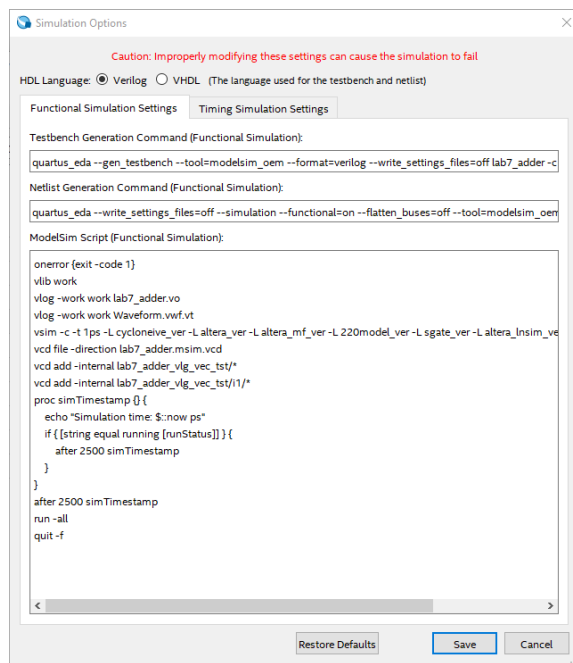 Simulation Options
Caution: Improperly modifying these settings can cause the simulation to fail
HDL Language: Verilog VHDL (The language used for the testbench and netlist)
Functional Simulation Settings Timing Simulation Settings
Testbench Generation Command (Functional Simulation):
quartus_eda --gen_testbench --tool=modelsim_oem --format=verilog --write_settings_files=off lab7_adder -c
Netlist Generation Command (Functional Simulation):
quartus_eda --write_settings_files=off --simulation --functional=on --flatten_buses=off --tool=modelsim_oem
ModelSim Script (Functional Simulation):
onerror {exit -code 1}
vlib work
vlog -work work lab7_adder.vo
vlog -work work Waveform.vwf.vt
vsim -c -t 1ps -L cycloneive_ver -L altera_ver -L altera_mf_ver -L 220model_ver -L sgate_ver -L altera_lnsim_ve
vcd file -direction lab7_adder.msim.vcd
vcd add -internal lab7_adder_vlg_vec_tst/*
vcd add -internal lab7_adder_vlg_vec_tst/i1/*
proc simTimestamp {} {
echo "Simulation time: $::now ps"
if { [string equal running [runStatus]] } {
after 2500 simTimestamp
}
}
after 2500 simTimestamp
run -all
quit -f
Restore Defaults Save Cancel